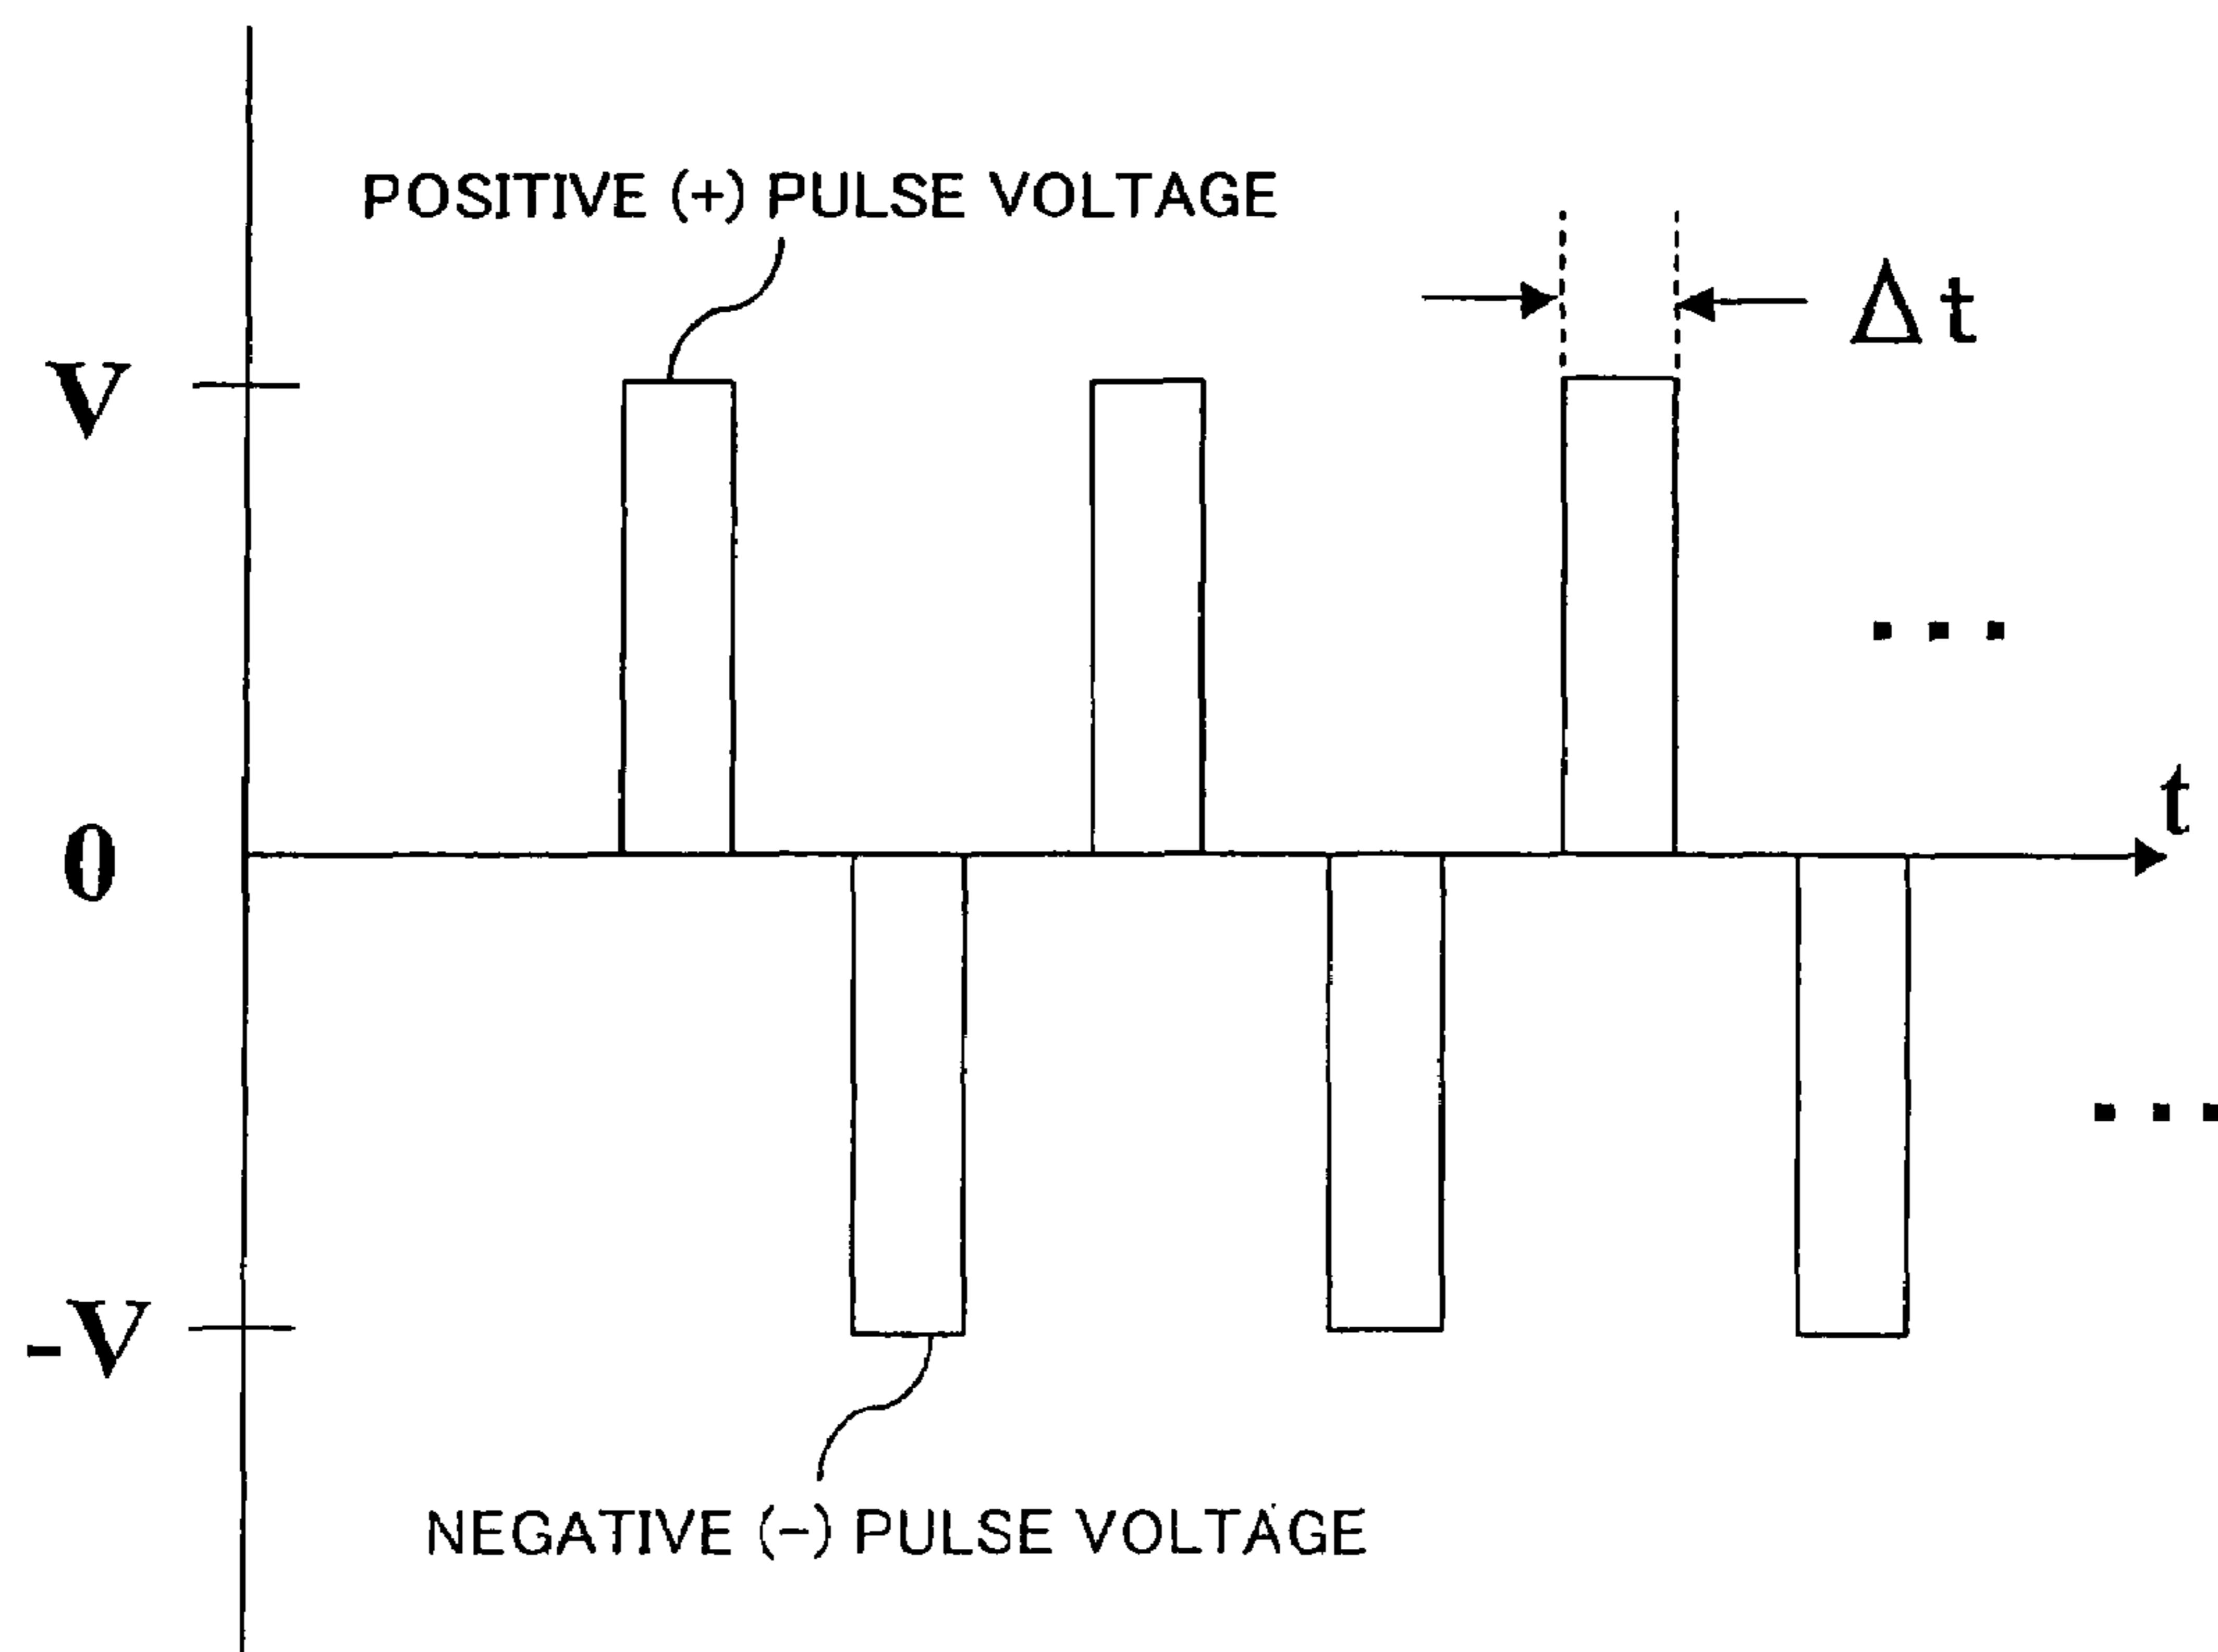 POSITIVE (+) PULSE VOLTAGE
Δt
V
...
t
0
...
-V
NEGATIVE (-) PULSE VOLTAGE